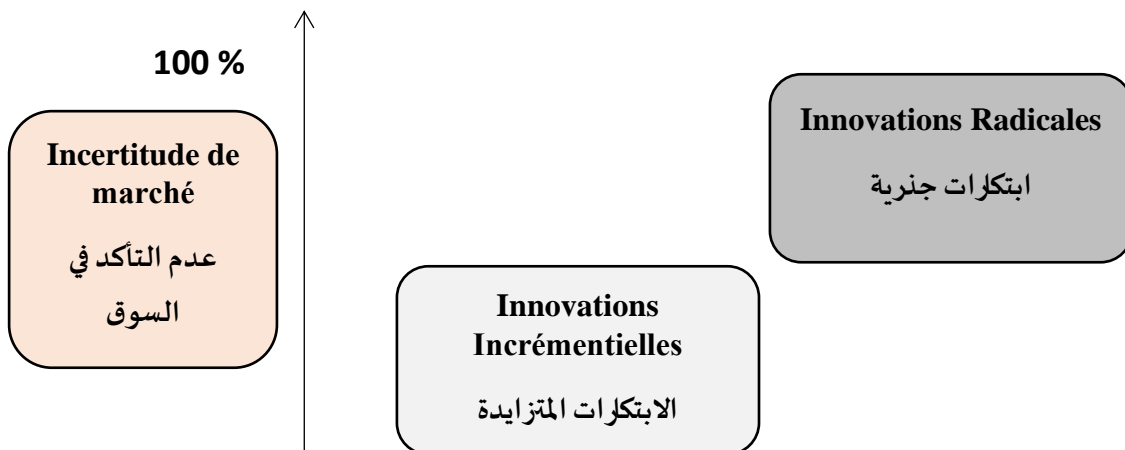 100 %
Incertitude de
marché
عدم التأكد في
السوق
Innovations Radicales
ابتكارات جذرية
Innovations
Incrémentielles
الابتكارات المتزايدة